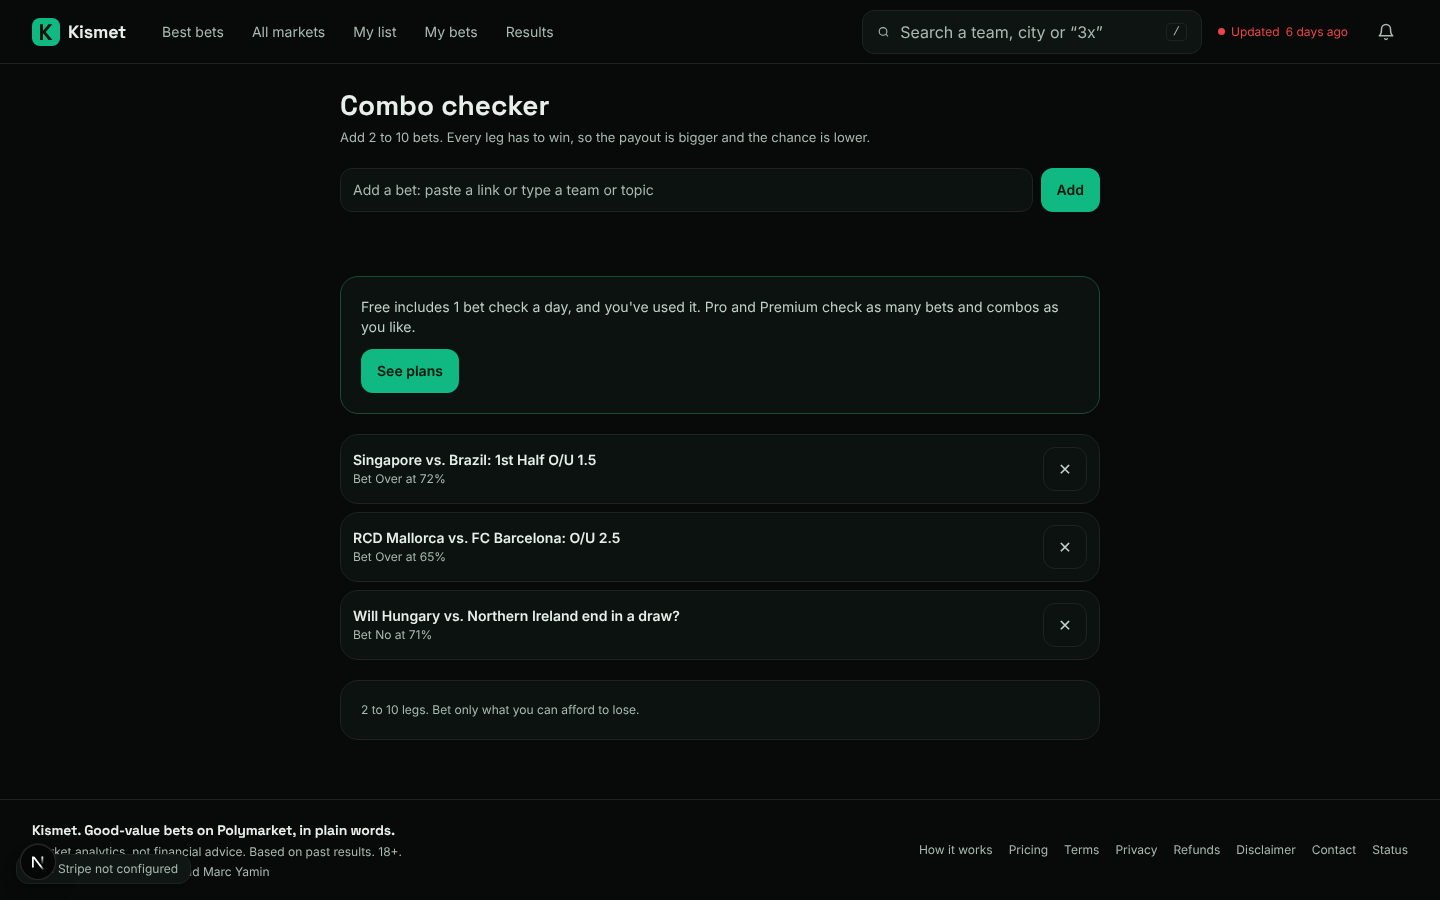 K Kismet
Best bets
All markets
My list
My bets
Results
Search a team, city or “3x”
/
Updated 6 days ago
Combo checker
Add 2 to 10 bets. Every leg has to win, so the payout is bigger and the chance is lower.
Add a bet: paste a link or type a team or topic
Add
Free includes 1 bet check a day, and you've used it. Pro and Premium check as many bets and combos as
you like.
See plans
Singapore vs. Brazil: 1st Half O/U 1.5
Bet Over at 72%
RCD Mallorca vs. FC Barcelona: O/U 2.5
Bet Over at 65%
Will Hungary vs. Northern Ireland end in a draw?
Bet No at 71%
2 to 10 legs. Bet only what you can afford to lose.
Kismet. Good-value bets on Polymarket, in plain words.
analytics, not financial advice. Based on past results. 18+.
Marc Yamin
N
Stripe not configured
How it works
Pricing
Terms
Privacy
Refunds
Disclaimer
Contact
Status